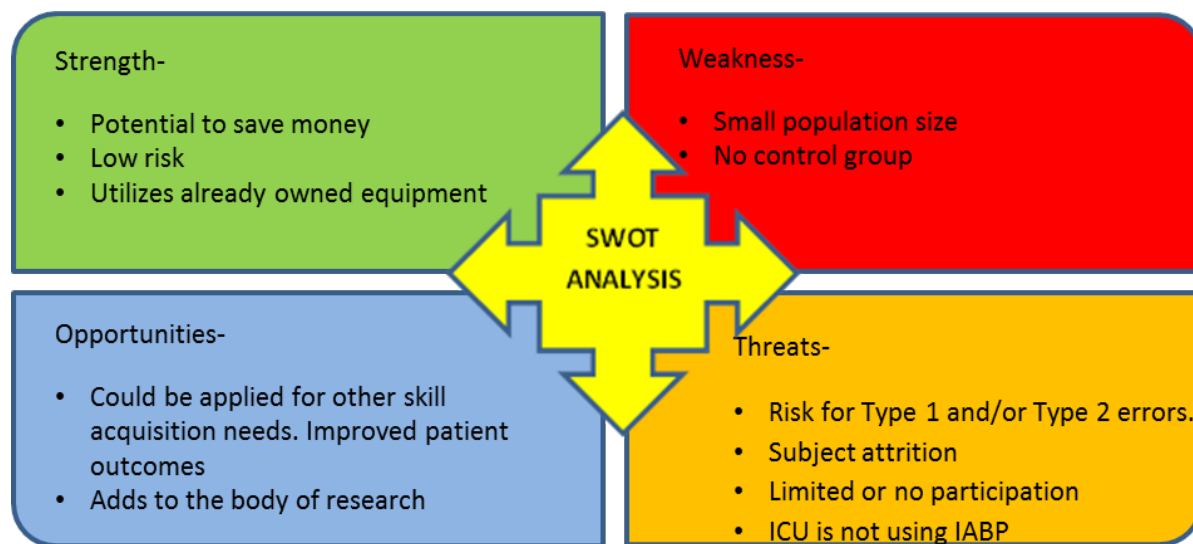 Strength-
• Potential to save money
• Low risk
• Utilizes already owned equipment
Weakness-
• Small population size
• No control group
SWOT
ANALYSIS
Opportunities-
• Could be applied for other skill
acquisition needs. Improved patient
outcomes
• Adds to the body of research
Threats-
• Risk for Type 1 and/or Type 2 errors.
• Subject attrition
• Limited or no participation
• ICU is not using IABP